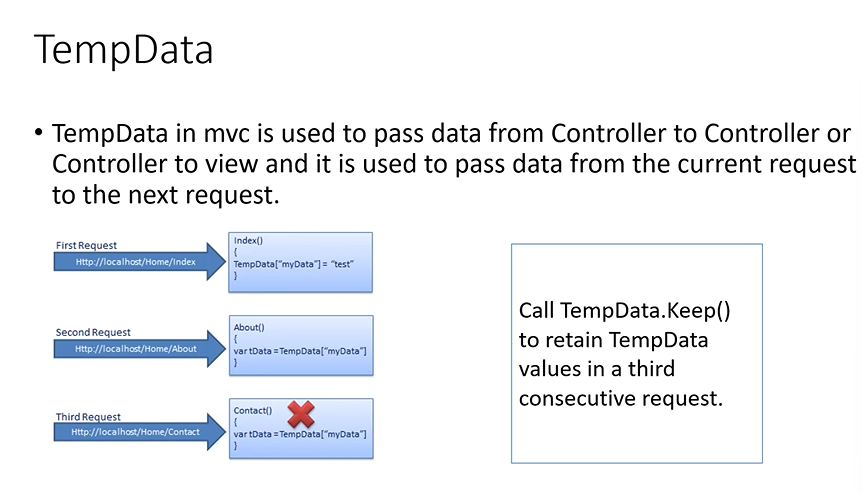 TempData
• TempData in mvc is used to pass data from Controller to Controller or
Controller to view and it is used to pass data from the current request
to the next request.
First Request
Http://localhost/Home/Index
Index()
{
TempData["myData"] = "test"
}
Second Request
Http://localhost/Home/About
About()
{
var tData =TempData["myData"]
}
Third Request
Http://localhost/Home/Contact
Contact()
{
var tData =TempData["myData"]
}
Call TempData.Keep()
to retain TempData
values in a third
consecutive request.